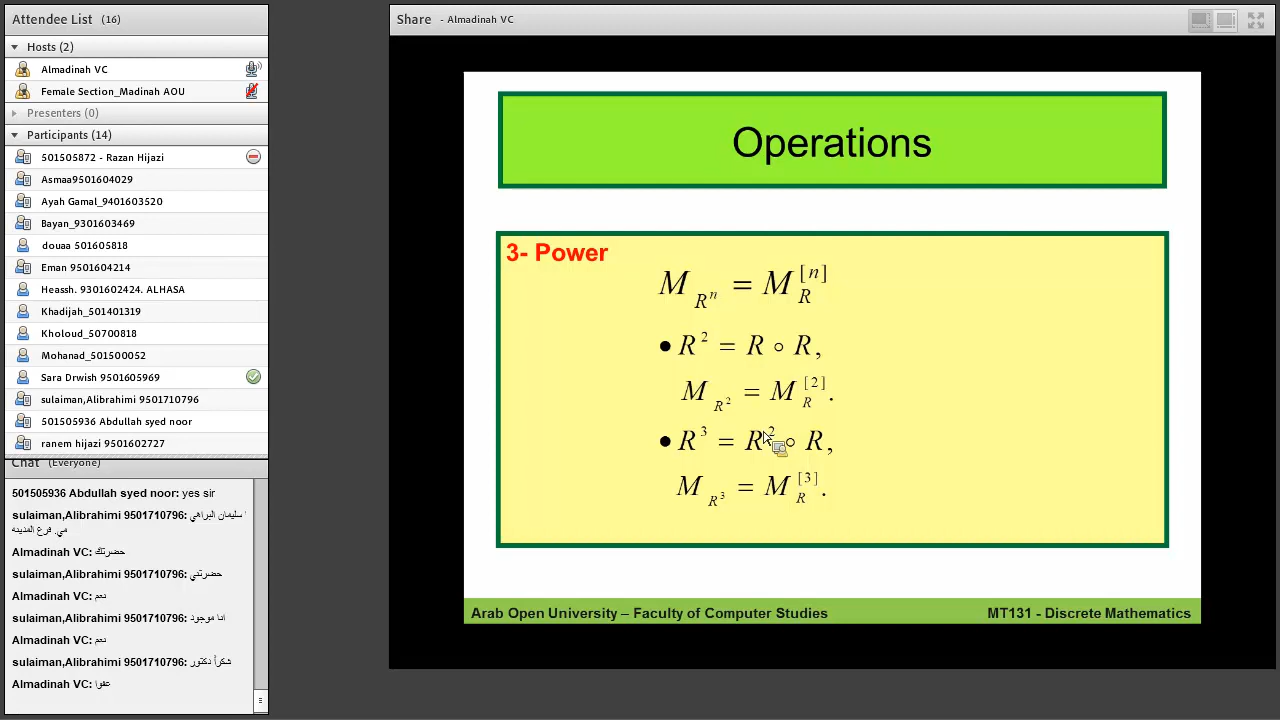 Attendee List (16)
Hosts (2)
Almadinah VC
Female Section_Madinah AOU
Presenters (0)
Participants (14)
501505872 - Razan Hijazi
Asmaa9501604029
Ayah Gamal_9401603520
Bayan_9301603469
douaa 501605818
Eman 9501604214
Heassh. 9301602424. ALHASA
Khadijah_501401319
Kholoud_50700818
Mohanad_501500052
Sara Drwish 9501605969
sulaiman,Alibrahimi 9501710796
501505936 Abdullah syed noor
ranem hijazi 9501602727
Chat (Everyone)
501505936 Abdullah syed noor: yes sir
sulaiman,Alibrahimi 9501710796: سليمان البراهي
مي. فرع المدينه
Almadinah VC: حضرتك
sulaiman,Alibrahimi 9501710796: حضرتني
Almadinah VC: نعم
sulaiman,Alibrahimi 9501710796: انا موجود
Almadinah VC: نعم
sulaiman,Alibrahimi 9501710796: شكراً دكتور
Almadinah VC: عفوا
Share - Almadinah VC
Operations
3- Power
M_{R^n} = M_R^{[n]}
• R^2 = R ∘ R,
M_{R^2} = M_R^{[2]}.
• R^3 = R^2 ∘ R,
M_{R^3} = M_R^{[3]}.
Arab Open University – Faculty of Computer Studies
MT131 - Discrete Mathematics